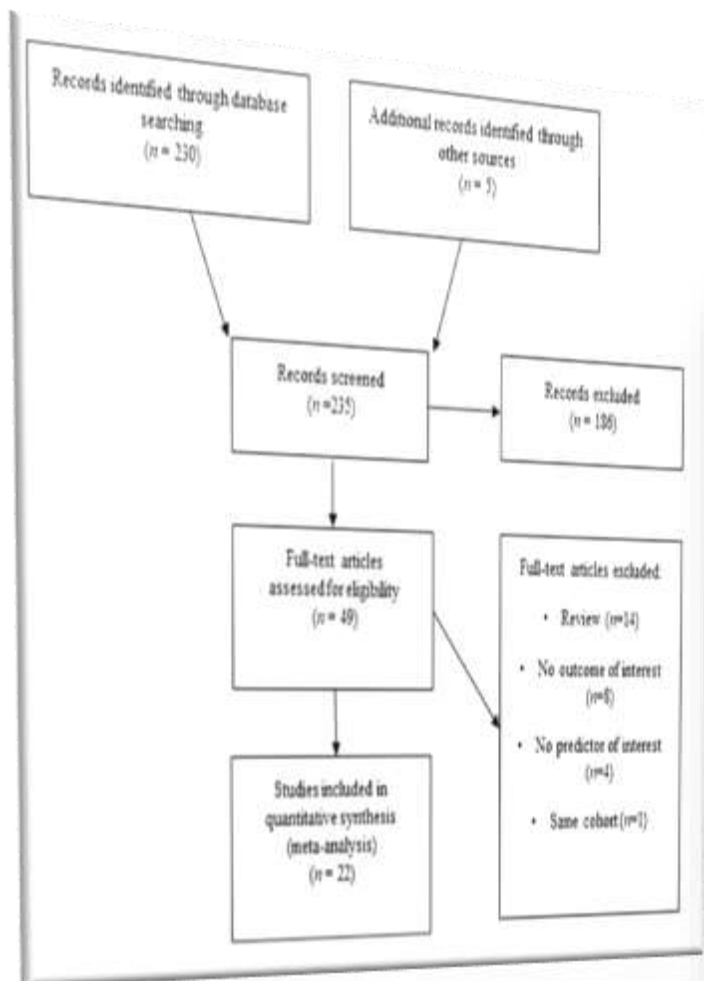 Records identified through database
searching
(n = 230)
Additional records identified through
other sources
(n = 5)
Records screened
(n =235)
Records excluded
(n = 186)
Full-text articles
assessed for eligibility
(n = 49)
Full-text articles excluded:
• Review (n=14)
• No outcome of interest
(n=8)
• No predictor of interest
(n=4)
• Same cohort (n=1)
Studies included in
quantitative synthesis
(meta-analysis)
(n = 22)